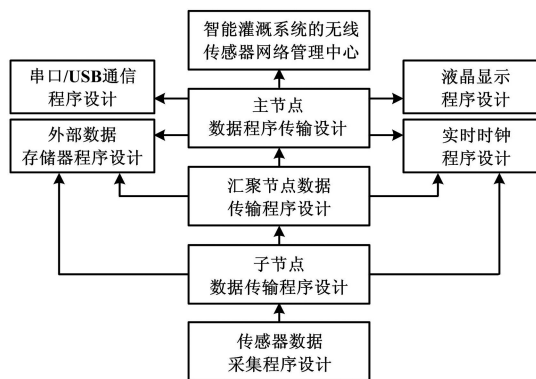 智能灌溉系统的无线
传感器网络管理中心
串口/USB通信
程序设计
主节点
数据程序传输设计
液晶显示
程序设计
外部数据
存储器程序设计
实时时钟
程序设计
汇聚节点数据
传输程序设计
子节点
数据传输程序设计
传感器数据
采集程序设计